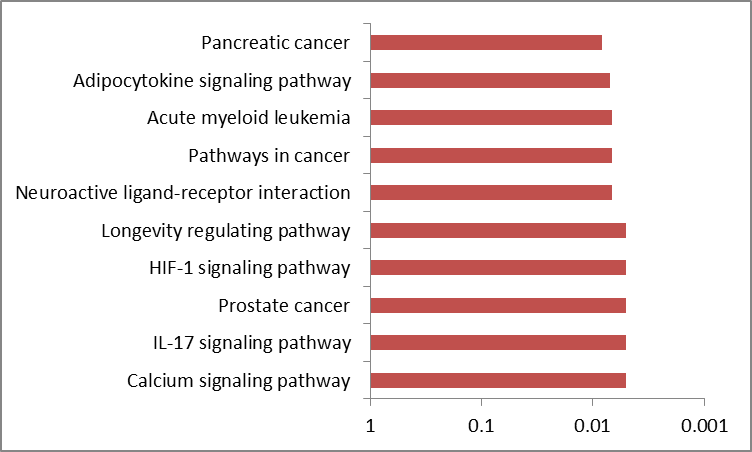 Pancreatic cancer
Adipocytokine signaling pathway
Acute myeloid leukemia
Pathways in cancer
Neuroactive ligand-receptor interaction
Longevity regulating pathway
HIF-1 signaling pathway
Prostate cancer
IL-17 signaling pathway
Calcium signaling pathway
1 0.1 0.01 0.001